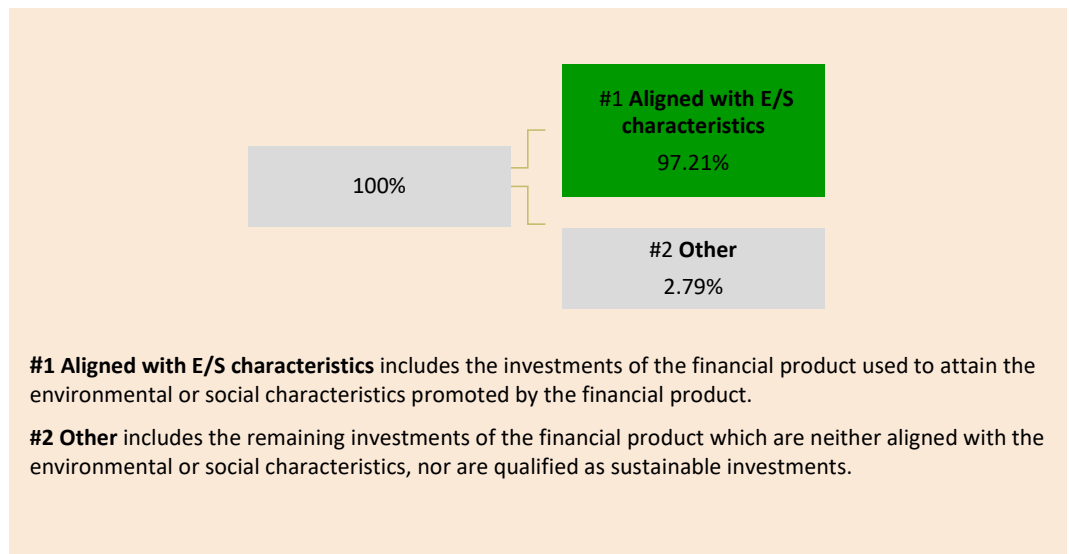 #1 Aligned with E/S
characteristics
97.21%
100%
#2 Other
2.79%
#1 Aligned with E/S characteristics includes the investments of the financial product used to attain the
environmental or social characteristics promoted by the financial product.
#2 Other includes the remaining investments of the financial product which are neither aligned with the
environmental or social characteristics, nor are qualified as sustainable investments.